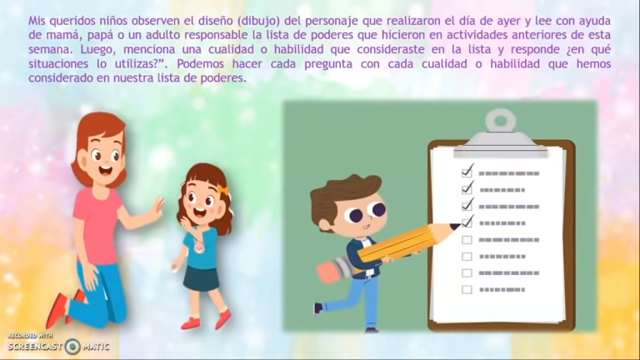 Mis queridos niños observen el diseño (dibujo) del personaje que realizaron el día de ayer y lee con ayuda
de mamá, papá o un adulto responsable la lista de poderes que hicieron en actividades anteriores de esta
semana. Luego, menciona una cualidad o habilidad que consideraste en la lista y responde ¿en qué
situaciones lo utilizas?”. Podemos hacer cada pregunta con cada cualidad o habilidad que hemos
considerado en nuestra lista de poderes.
RECORDED WITH
SCREENCAST MATIC